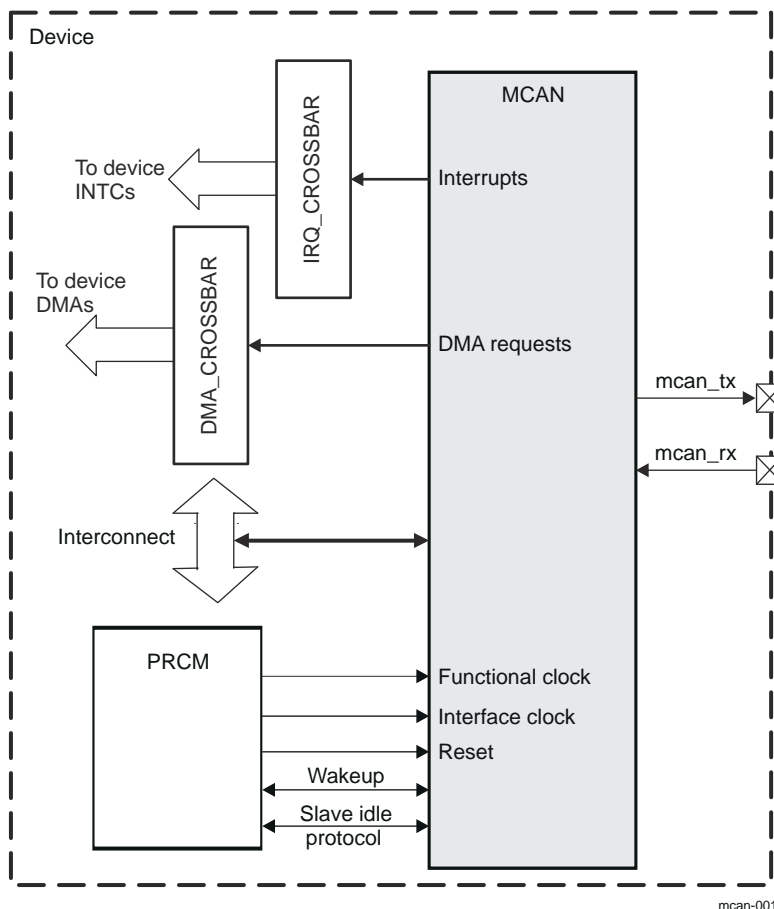 Device
MCAN
IRQ_CROSSBAR
To device
INTCs
Interrupts
DMA_CROSSBAR
To device
DMAs
DMA requests
mcan_tx
mcan_rx
Interconnect
PRCM
Functional clock
Interface clock
Reset
Wakeup
Slave idle
protocol
mcan-001